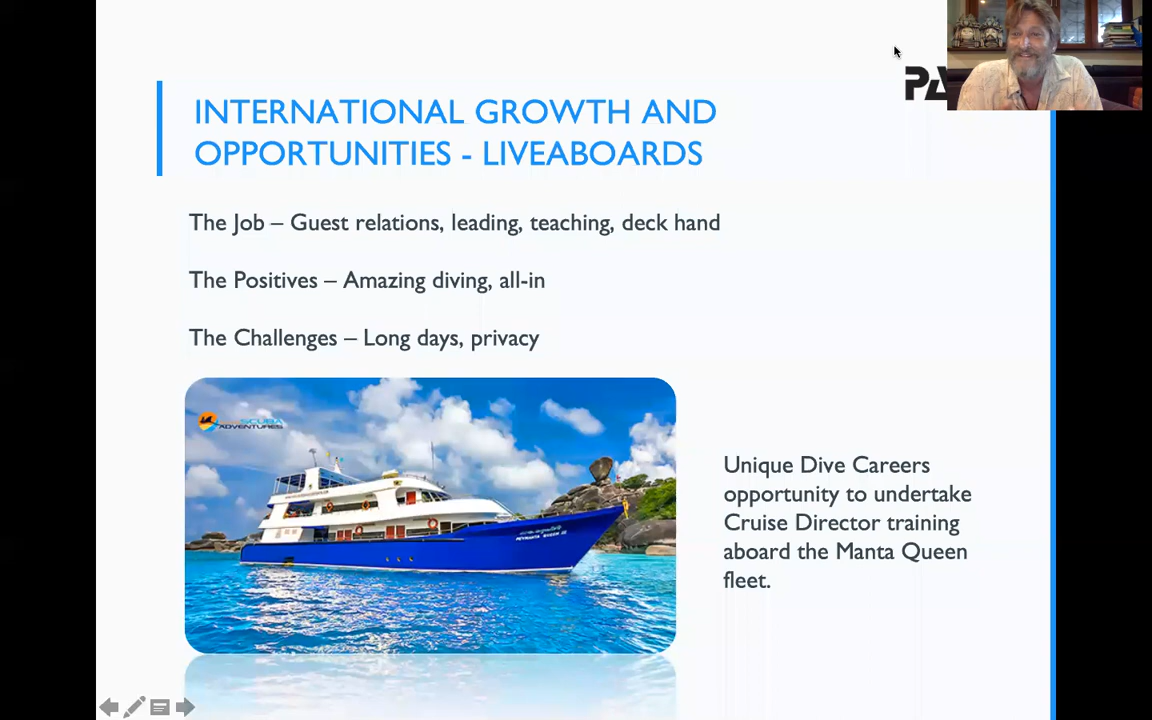 INTERNATIONAL GROWTH AND
OPPORTUNITIES - LIVEABOARDS
The Job – Guest relations, leading, teaching, deck hand
The Positives – Amazing diving, all-in
The Challenges – Long days, privacy
SCUBA
ADVENTURES
Unique Dive Careers
opportunity to undertake
Cruise Director training
aboard the Manta Queen
fleet.